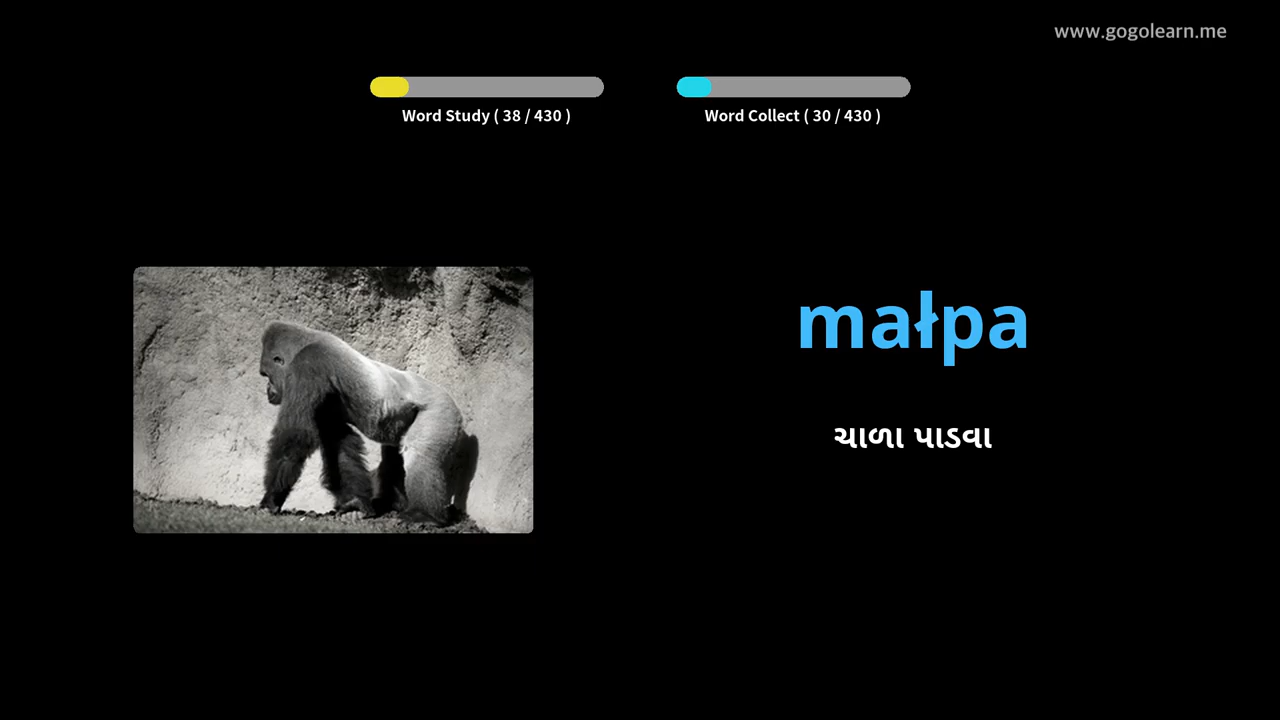 www.gogolearn.me
Word Study ( 38 / 430 )
Word Collect ( 30 / 430 )
małpa
ચાળા પાડવા